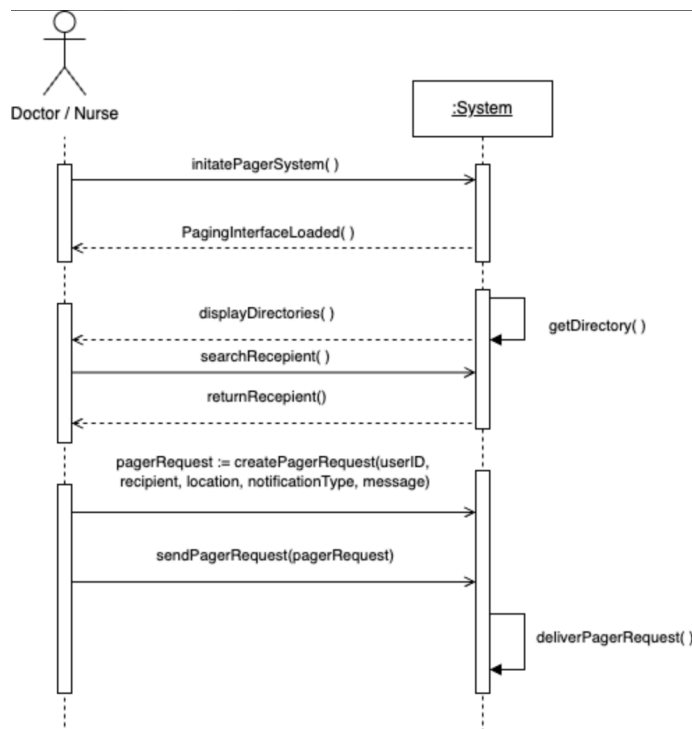 Doctor / Nurse
:System
initatePagerSystem( )
PagingInterfaceLoaded( )
displayDirectories( )
getDirectory( )
searchRecepient( )
returnRecepient()
pagerRequest := createPagerRequest(userID,
recipient, location, notificationType, message)
sendPagerRequest(pagerRequest)
deliverPagerRequest( )